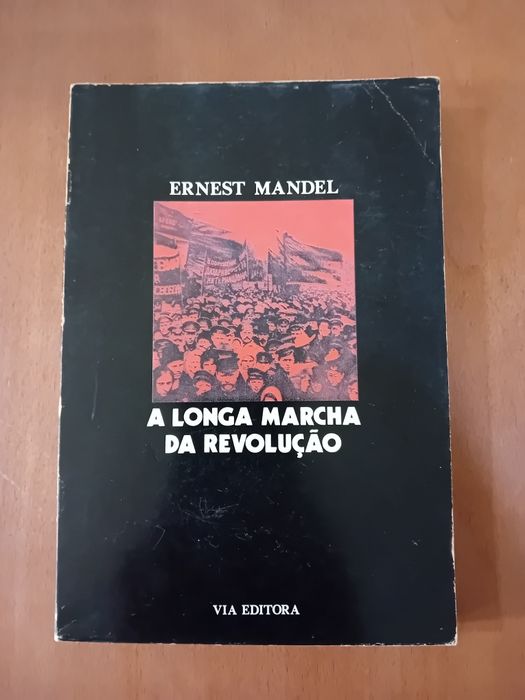 ERNEST MANDEL
A LONGA MARCHA
DA REVOLUÇÃO
VIA EDITORA